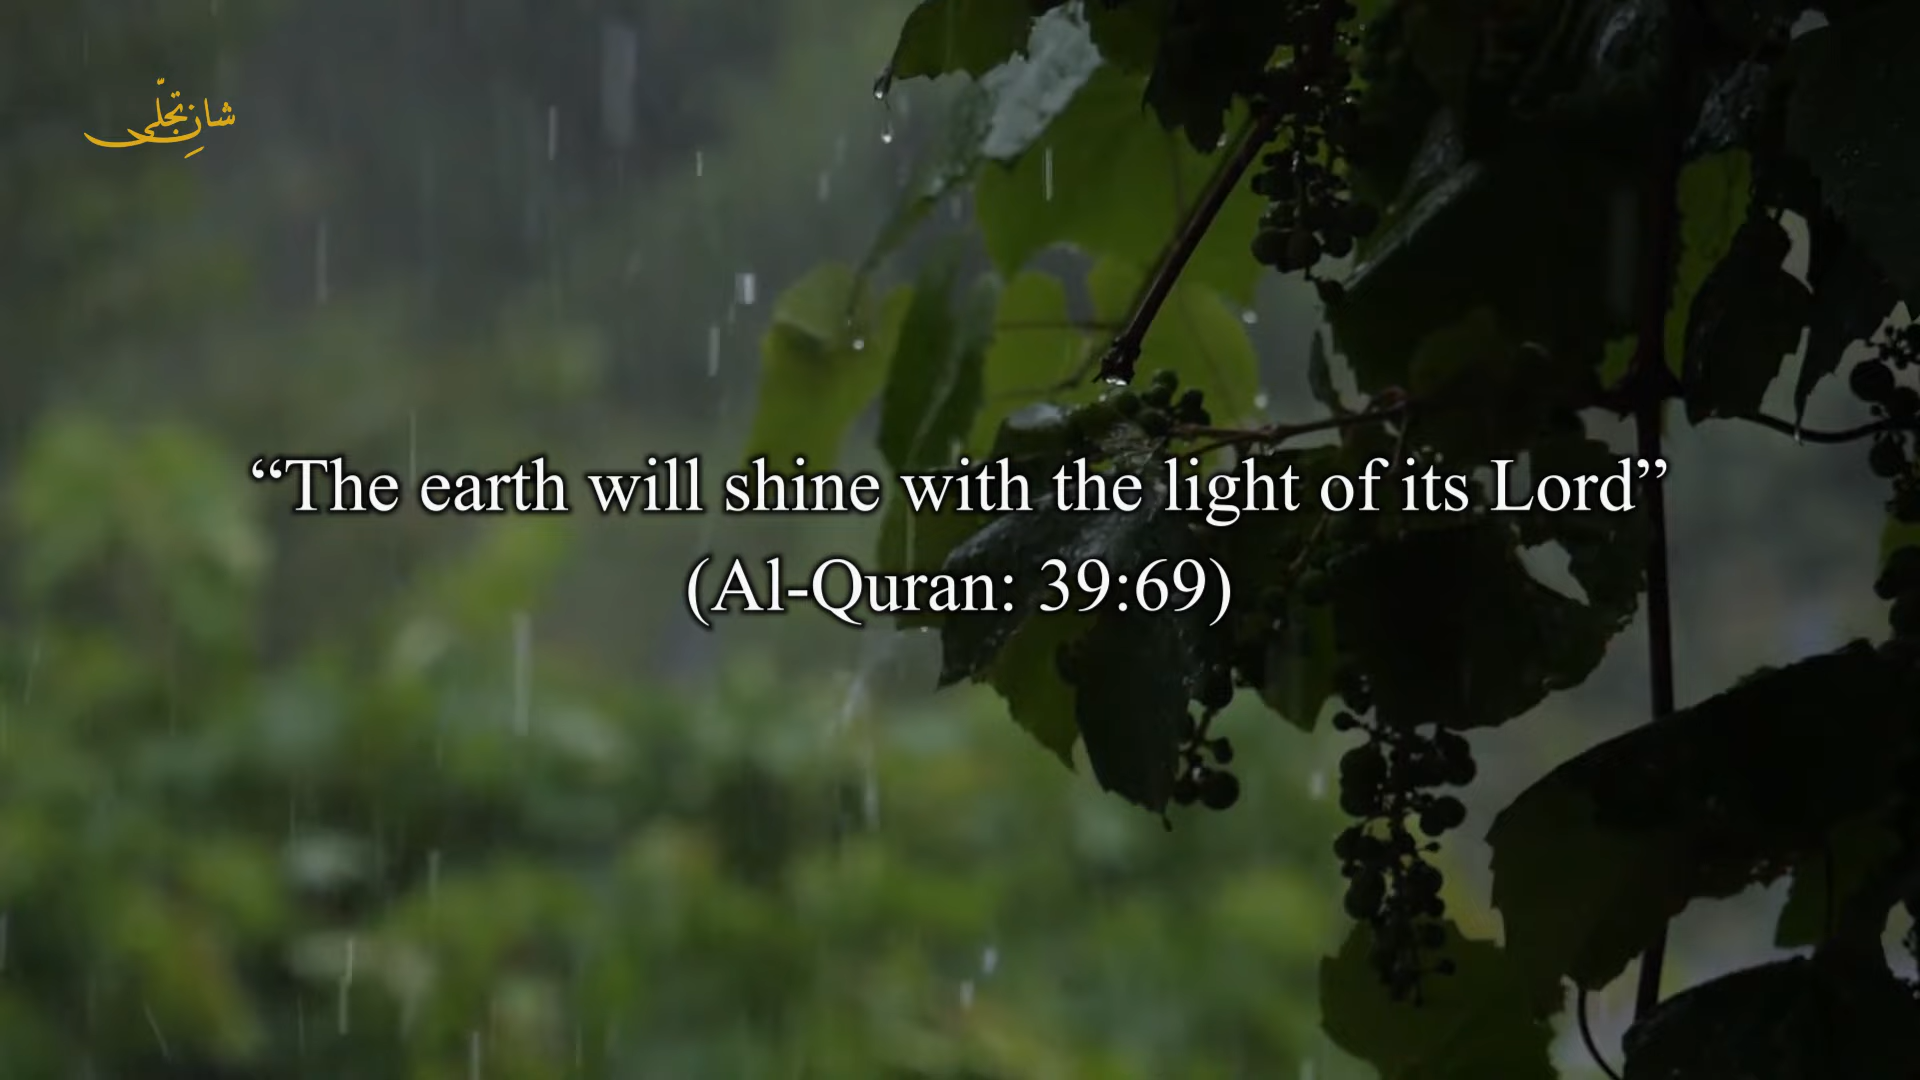 شانِ تجلّی
“The earth will shine with the light of its Lord”
(Al-Quran: 39:69)